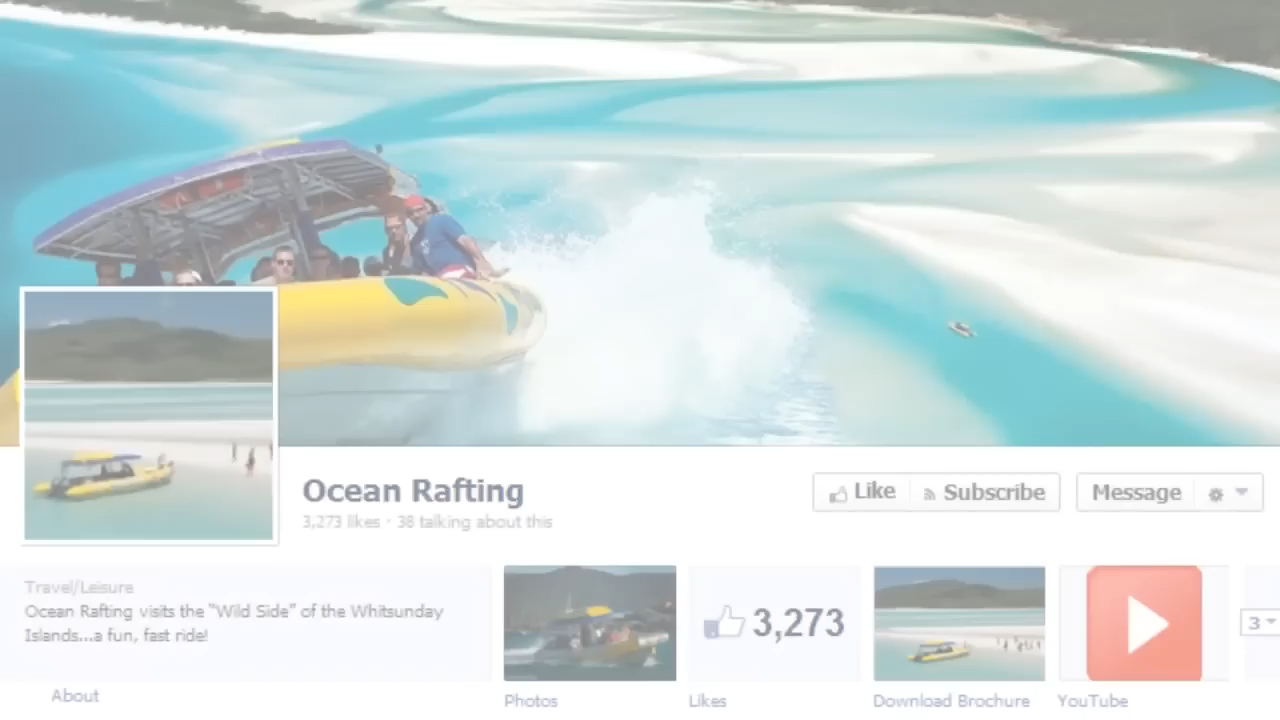 Ocean Rafting
3,273 likes · 38 talking about this
Like
Subscribe
Message
Travel/Leisure
Ocean Rafting visits the "Wild Side" of the Whitsunday
Islands...a fun, fast ride!
About
3,273
3
Photos
Likes
Download Brochure
YouTube